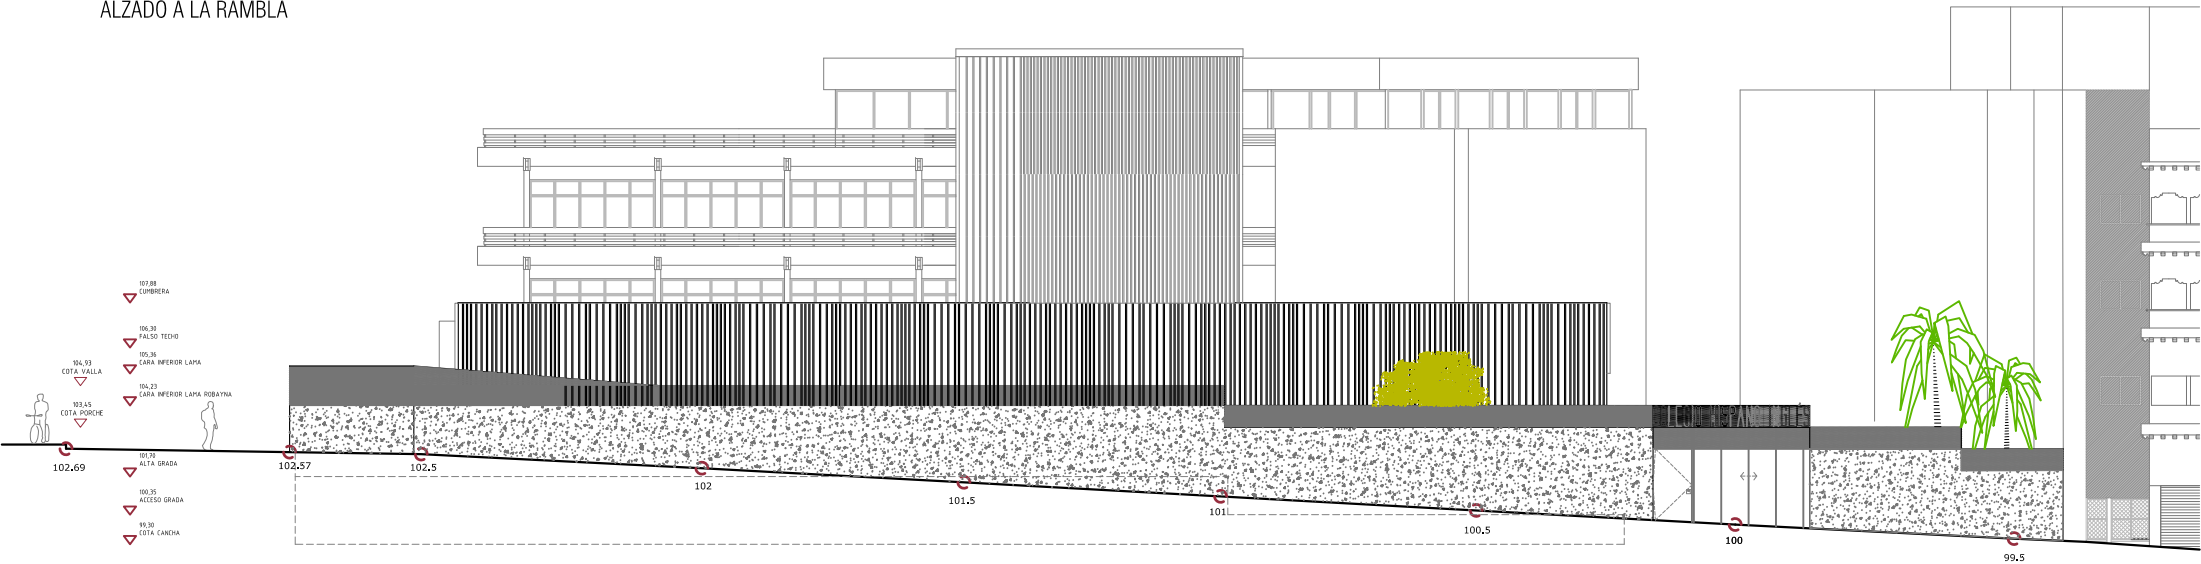 ALZADO A LA RAMBLA
107,88
CUMBRERA
106,30
FALSO TECHO
105,36
CARA INFERIOR LAMA
104,93
COTA VALLA
104,23
CARA INFERIOR LAMA ROBAYNA
103,45
COTA PORCHE
102.69
102.57
102.5
102
101.5
101
100.5
100
99.5
101,70
ALTA GRADA
100,35
ACCESO GRADA
99,30
COTA CANCHA